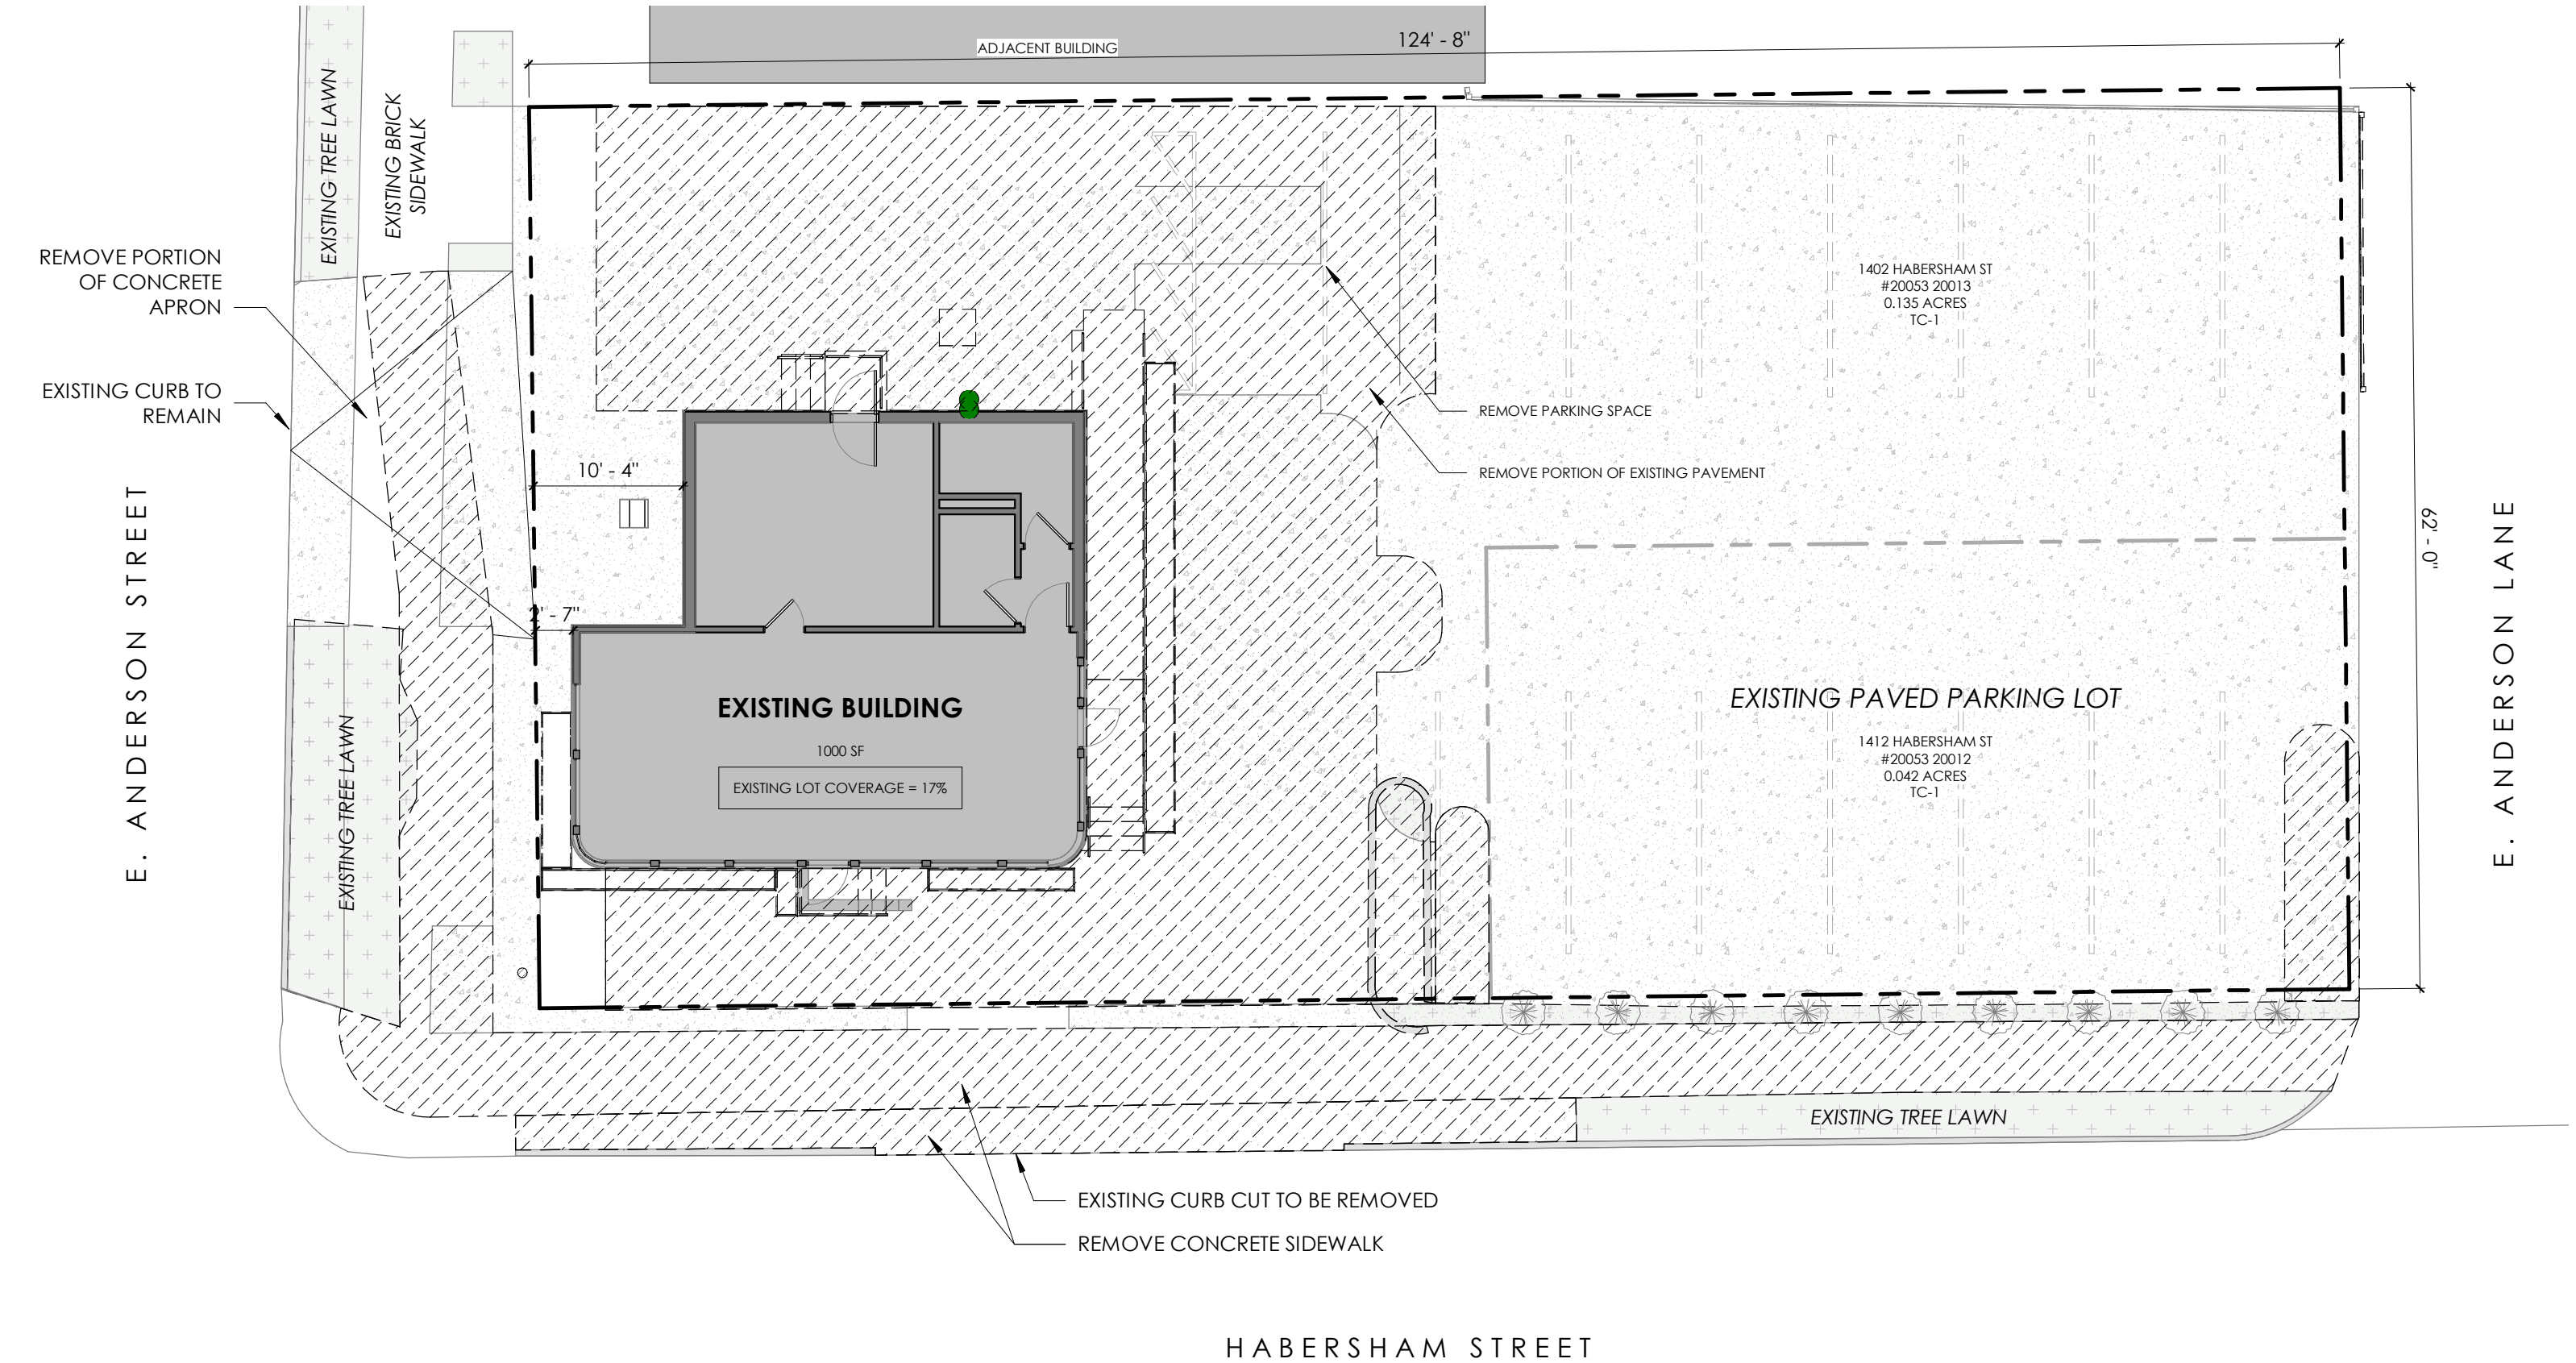 ADJACENT BUILDING
124' - 8"
EXISTING TREE LAWN
EXISTING BRICK
SIDEWALK
REMOVE PORTION
OF CONCRETE
APRON
EXISTING CURB TO
REMAIN
1402 HABERSHAM ST
#20053 20013
0.135 ACRES
TC-1
REMOVE PARKING SPACE
REMOVE PORTION OF EXISTING PAVEMENT
10' - 4"
2' - 7"
62' - 0"
E. ANDERSON STREET
E. ANDERSON LANE
EXISTING BUILDING
1000 SF
EXISTING LOT COVERAGE = 17%
EXISTING PAVED PARKING LOT
1412 HABERSHAM ST
#20053 20012
0.042 ACRES
TC-1
EXISTING TREE LAWN
EXISTING TREE LAWN
EXISTING CURB CUT TO BE REMOVED
REMOVE CONCRETE SIDEWALK
HABERSHAM STREET